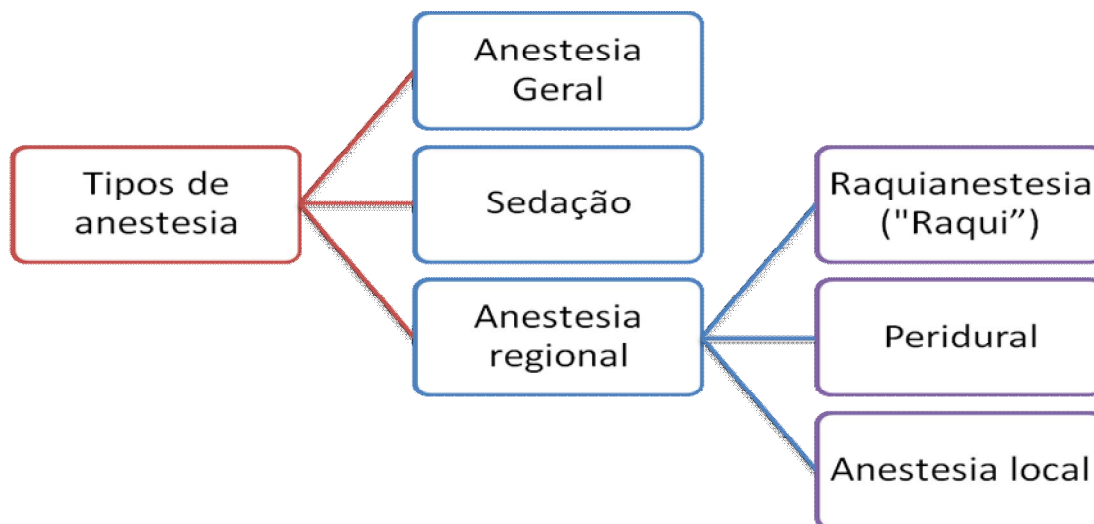 Tipos de
anestesia
Anestesia
Geral
Sedação
Anestesia
regional
Raquianestesia
("Raqui”)
Peridural
Anestesia local